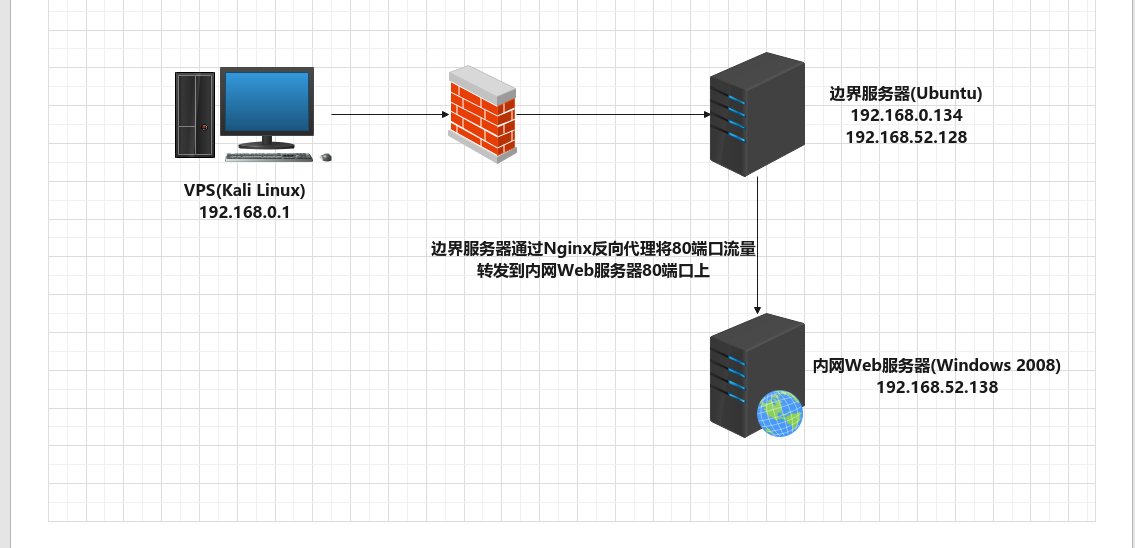 边界服务器(Ubuntu)
192.168.0.134
192.168.52.128
VPS(Kali Linux)
192.168.0.1
边界服务器通过Nginx反向代理将80端口流量
转发到内网Web服务器80端口上
内网Web服务器(Windows 2008)
192.168.52.138